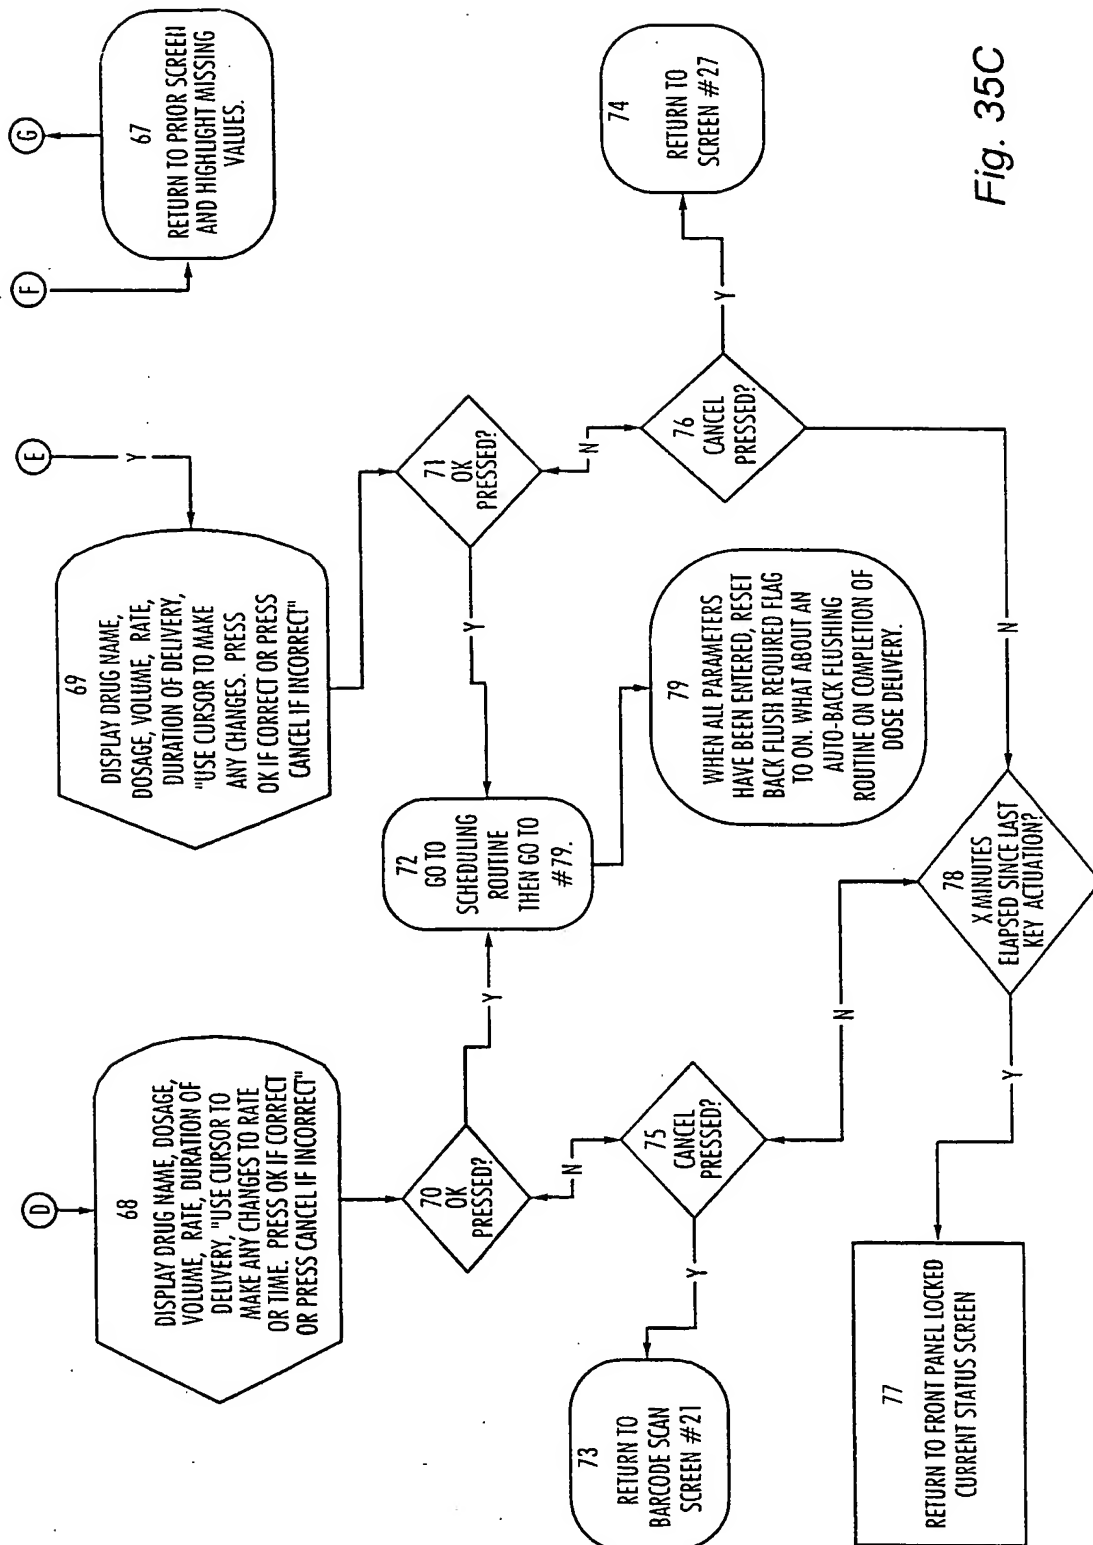 D
68
DISPLAY DRUG NAME, DOSAGE,
VOLUME, RATE, DURATION OF
DELIVERY, "USE CURSOR TO
MAKE ANY CHANGES TO RATE
OR TIME. PRESS OK IF CORRECT
OR PRESS CANCEL IF INCORRECT"
E
Y
69
DISPLAY DRUG NAME,
DOSAGE, VOLUME, RATE,
DURATION OF DELIVERY,
"USE CURSOR TO MAKE
ANY CHANGES. PRESS
OK IF CORRECT OR PRESS
CANCEL IF INCORRECT"
F
G
67
RETURN TO PRIOR SCREEN
AND HIGHLIGHT MISSING
VALUES.
70
OK
PRESSED?
Y
N
72
GO TO
SCHEDULING
ROUTINE
THEN GO TO
#79.
Y
71
OK
PRESSED?
N
73
RETURN TO
BARCODE SCAN
SCREEN #21
Y
75
CANCEL
PRESSED?
N
79
WHEN ALL PARAMETERS
HAVE BEEN ENTERED, RESET
BACK FLUSH REQUIRED FLAG
TO ON. WHAT ABOUT AN
AUTO-BACK FLUSHING
ROUTINE ON COMPLETION OF
DOSE DELIVERY.
76
CANCEL
PRESSED?
Y
74
RETURN TO
SCREEN #27
N
77
RETURN TO FRONT PANEL LOCKED
CURRENT STATUS SCREEN
Y
78
X MINUTES
ELAPSED SINCE LAST
KEY ACTUATION?
Fig. 35C